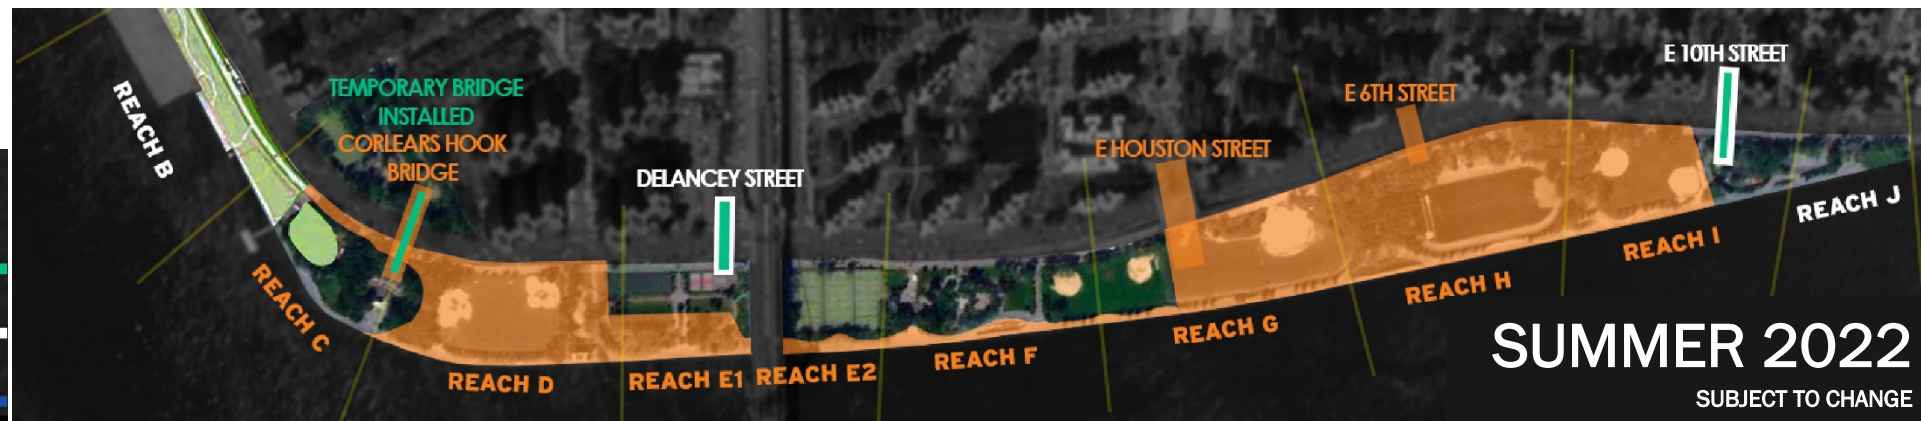 E 10TH STREET
TEMPORARY BRIDGE
INSTALLED
CORLEARS HOOK
BRIDGE
E 6TH STREET
E HOUSTON STREET
DELANCEY STREET
REACH B
REACH C
REACH D
REACH E1
REACH E2
REACH F
REACH G
REACH H
REACH I
REACH J
SUMMER 2022
SUBJECT TO CHANGE